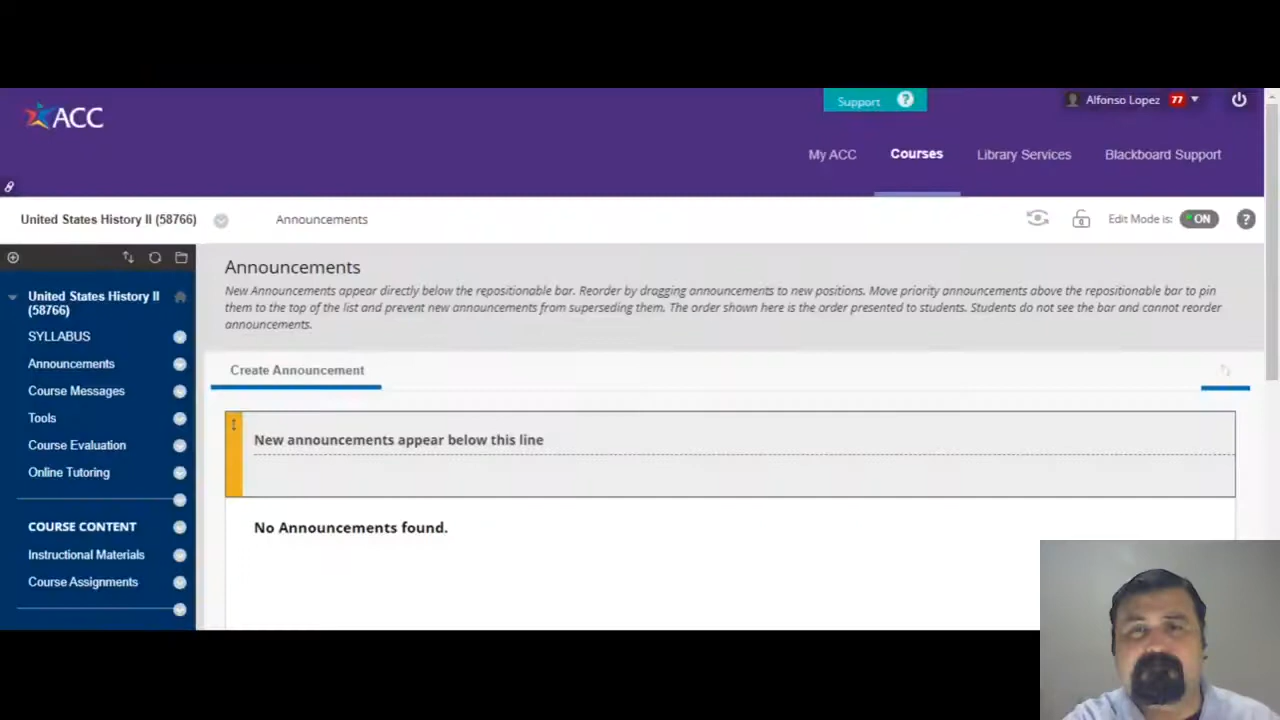 ACC
Support ?
Alfonso Lopez 77
My ACC Courses Library Services Blackboard Support
United States History II (58766) Announcements Edit Mode is: ON ?
United States History II
(58766)
SYLLABUS
Announcements
Course Messages
Tools
Course Evaluation
Online Tutoring
COURSE CONTENT
Instructional Materials
Course Assignments
Announcements
New Announcements appear directly below the repositionable bar. Reorder by dragging announcements to new positions. Move priority announcements above the repositionable bar to pin
them to the top of the list and prevent new announcements from superseding them. The order shown here is the order presented to students. Students do not see the bar and cannot reorder
announcements.
Create Announcement
New announcements appear below this line
No Announcements found.